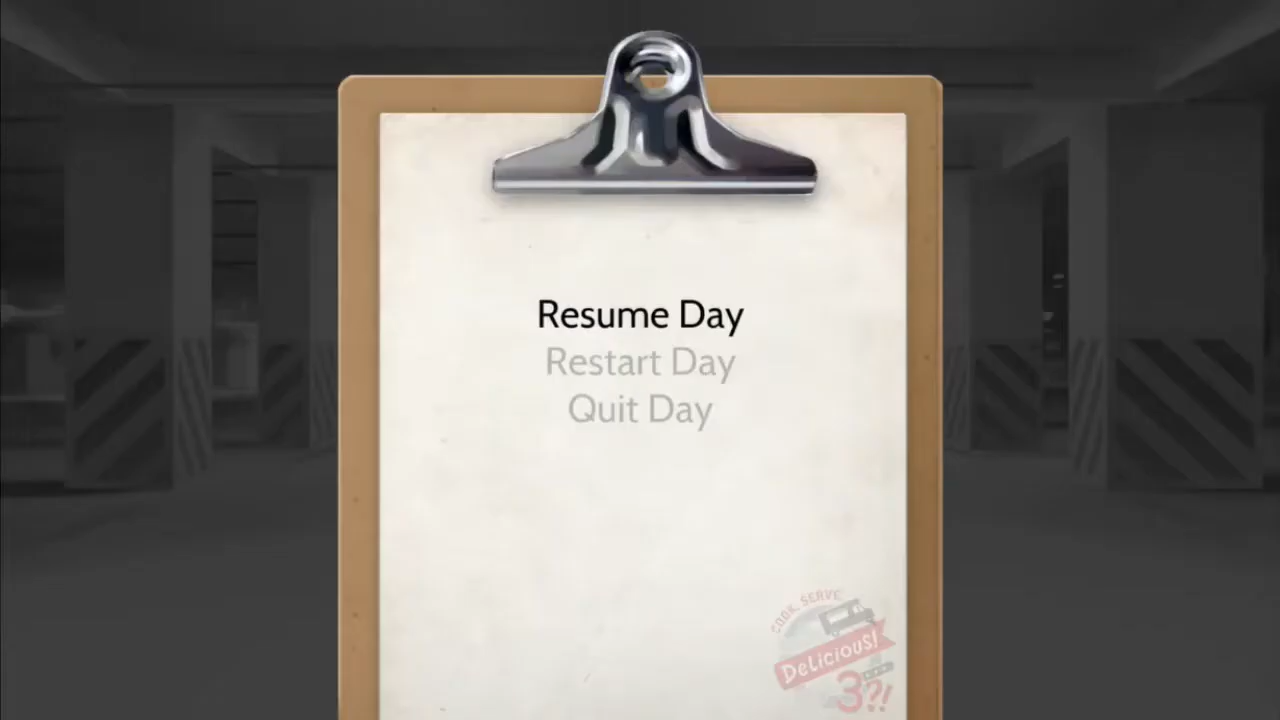 Resume Day
Restart Day
Quit Day
COOK, SERVE,
Delicious!
3?!